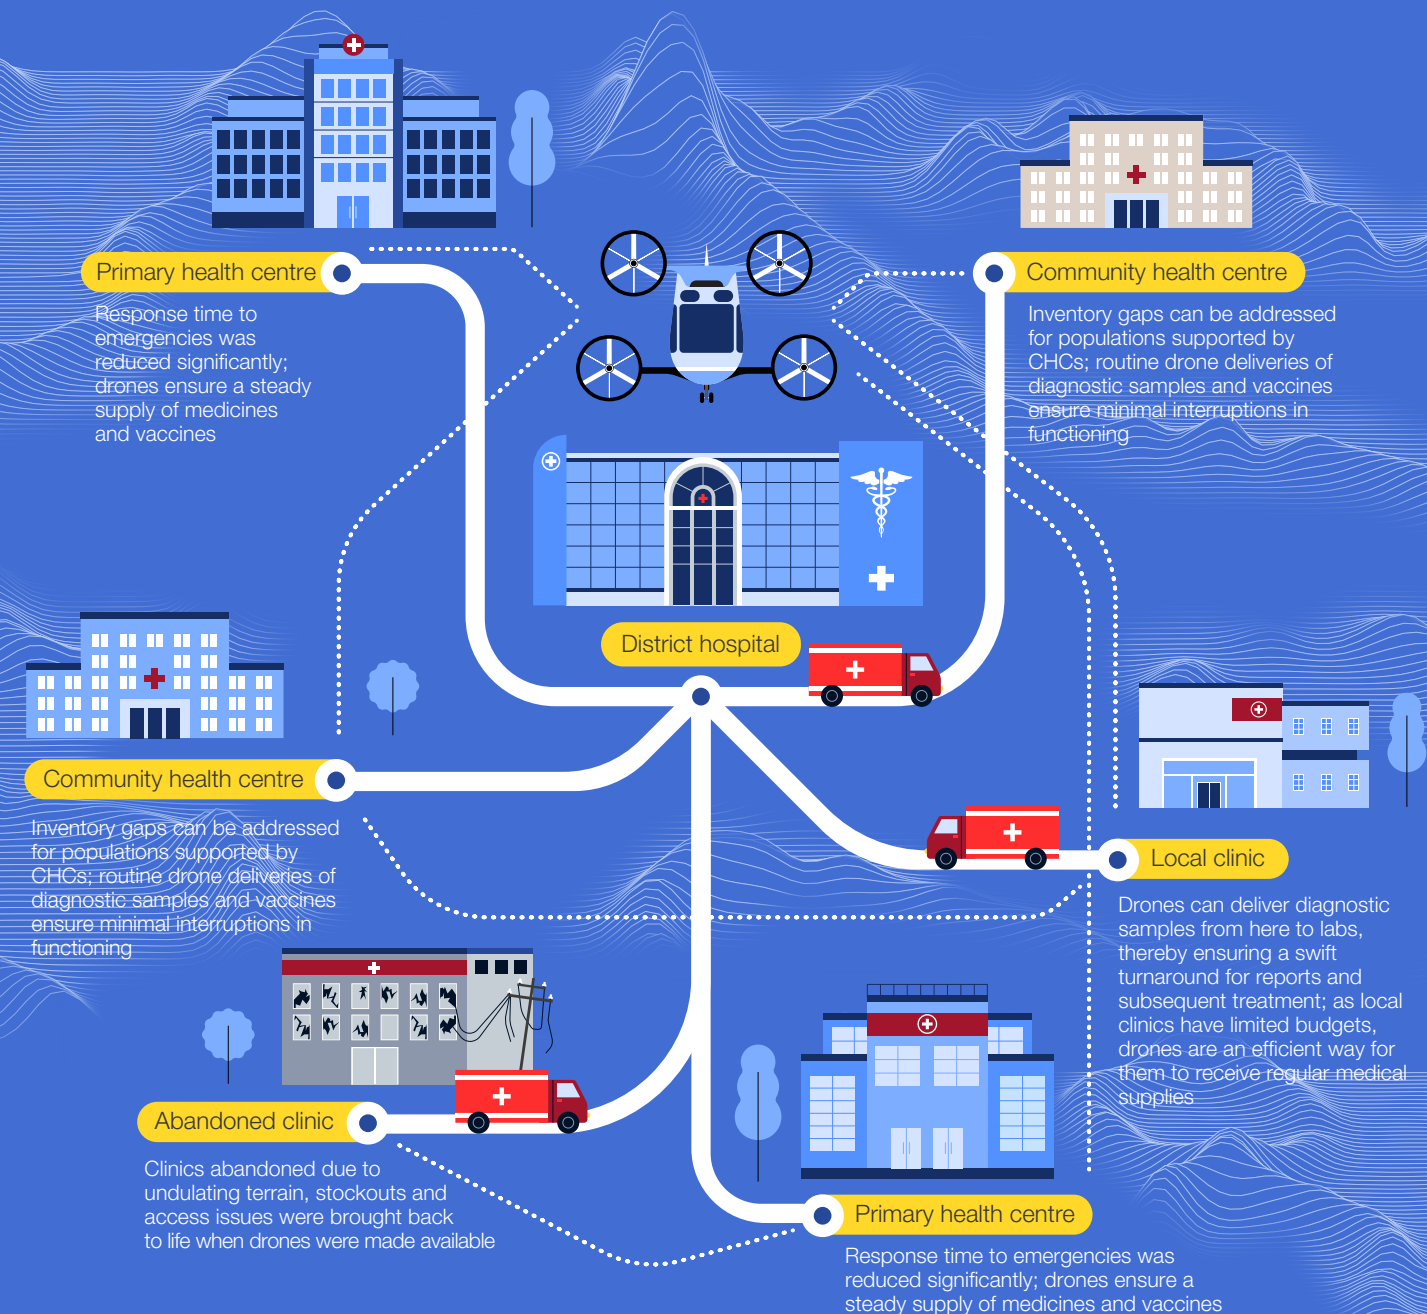 Primary health centre
Response time to
emergencies was
reduced significantly;
drones ensure a steady
supply of medicines
and vaccines
Community health centre
Inventory gaps can be addressed
for populations supported by
CHCs; routine drone deliveries of
diagnostic samples and vaccines
ensure minimal interruptions in
functioning
District hospital
Community health centre
Inventory gaps can be addressed
for populations supported by
CHCs; routine drone deliveries of
diagnostic samples and vaccines
ensure minimal interruptions in
functioning
Local clinic
Drones can deliver diagnostic
samples from here to labs,
thereby ensuring a swift
turnaround for reports and
subsequent treatment; as local
clinics have limited budgets,
drones are an efficient way for
them to receive regular medical
supplies
Abandoned clinic
Clinics abandoned due to
undulating terrain, stockouts and
access issues were brought back
to life when drones were made available
Primary health centre
Response time to emergencies was
reduced significantly; drones ensure a
steady supply of medicines and vaccines